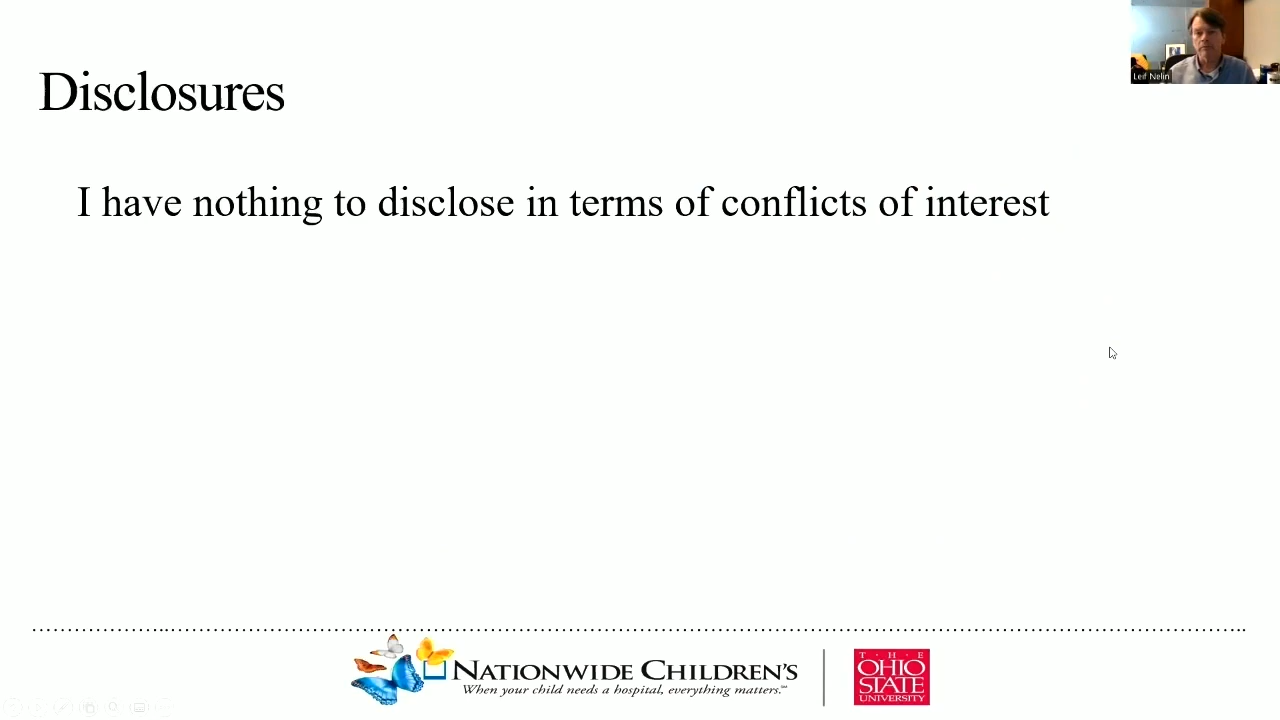 Leif Nelin
Disclosures
I have nothing to disclose in terms of conflicts of interest
NATIONWIDE CHILDREN'S
When your child needs a hospital, everything matters.℠
T·H·E
OHIO
STATE
UNIVERSITY